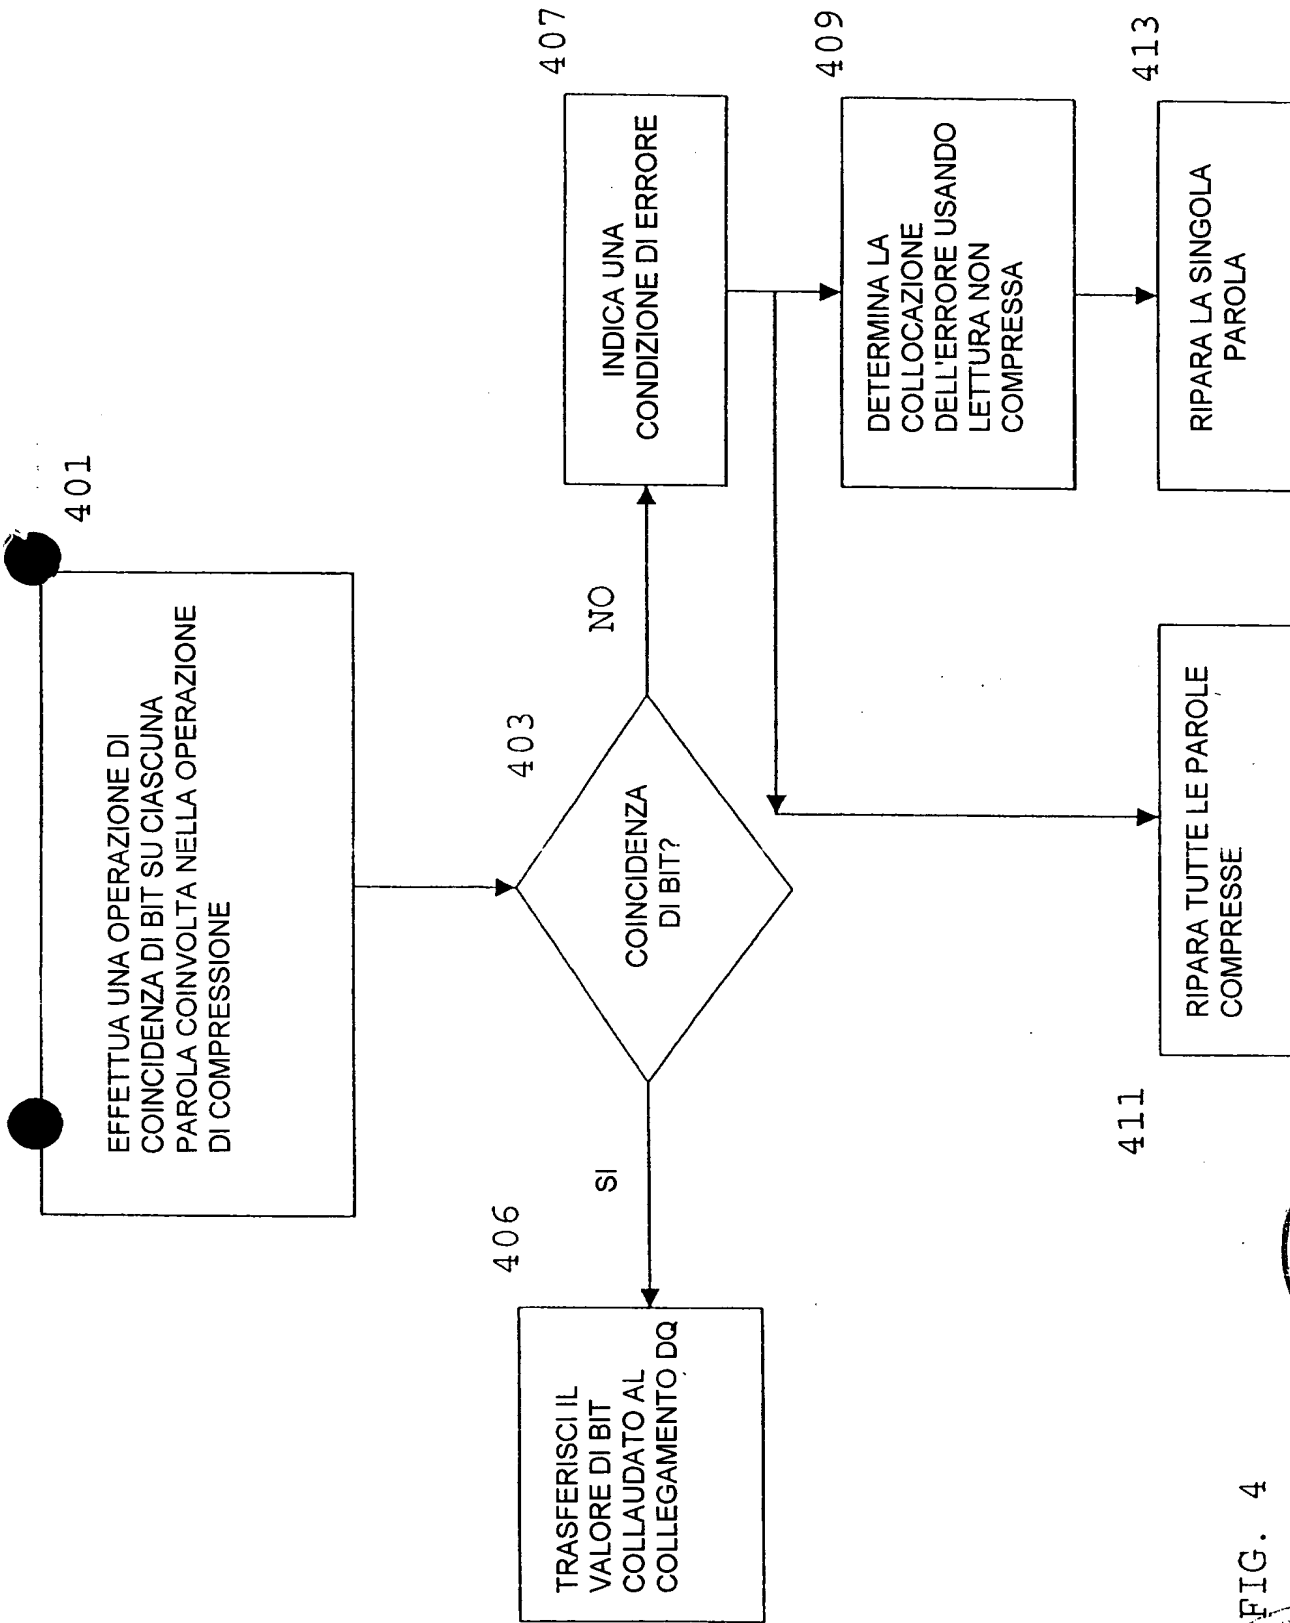 401
EFFETTUA UNA OPERAZIONE DI
COINCIDENZA DI BIT SU CIASCUNA
PAROLA COINVOLTA NELLA OPERAZIONE
DI COMPRESSIONE
403
COINCIDENZA
DI BIT?
SI
NO
406
TRASFERISCI IL
VALORE DI BIT
COLLAUDATO AL
COLLEGAMENTO DQ
407
INDICA UNA
CONDIZIONE DI ERRORE
409
DETERMINA LA
COLLOCAZIONE
DELL'ERRORE USANDO
LETTURA NON
COMPRESSA
411
RIPARA TUTTE LE PAROLE
COMPRESSE
413
RIPARA LA SINGOLA
PAROLA
FIG. 4